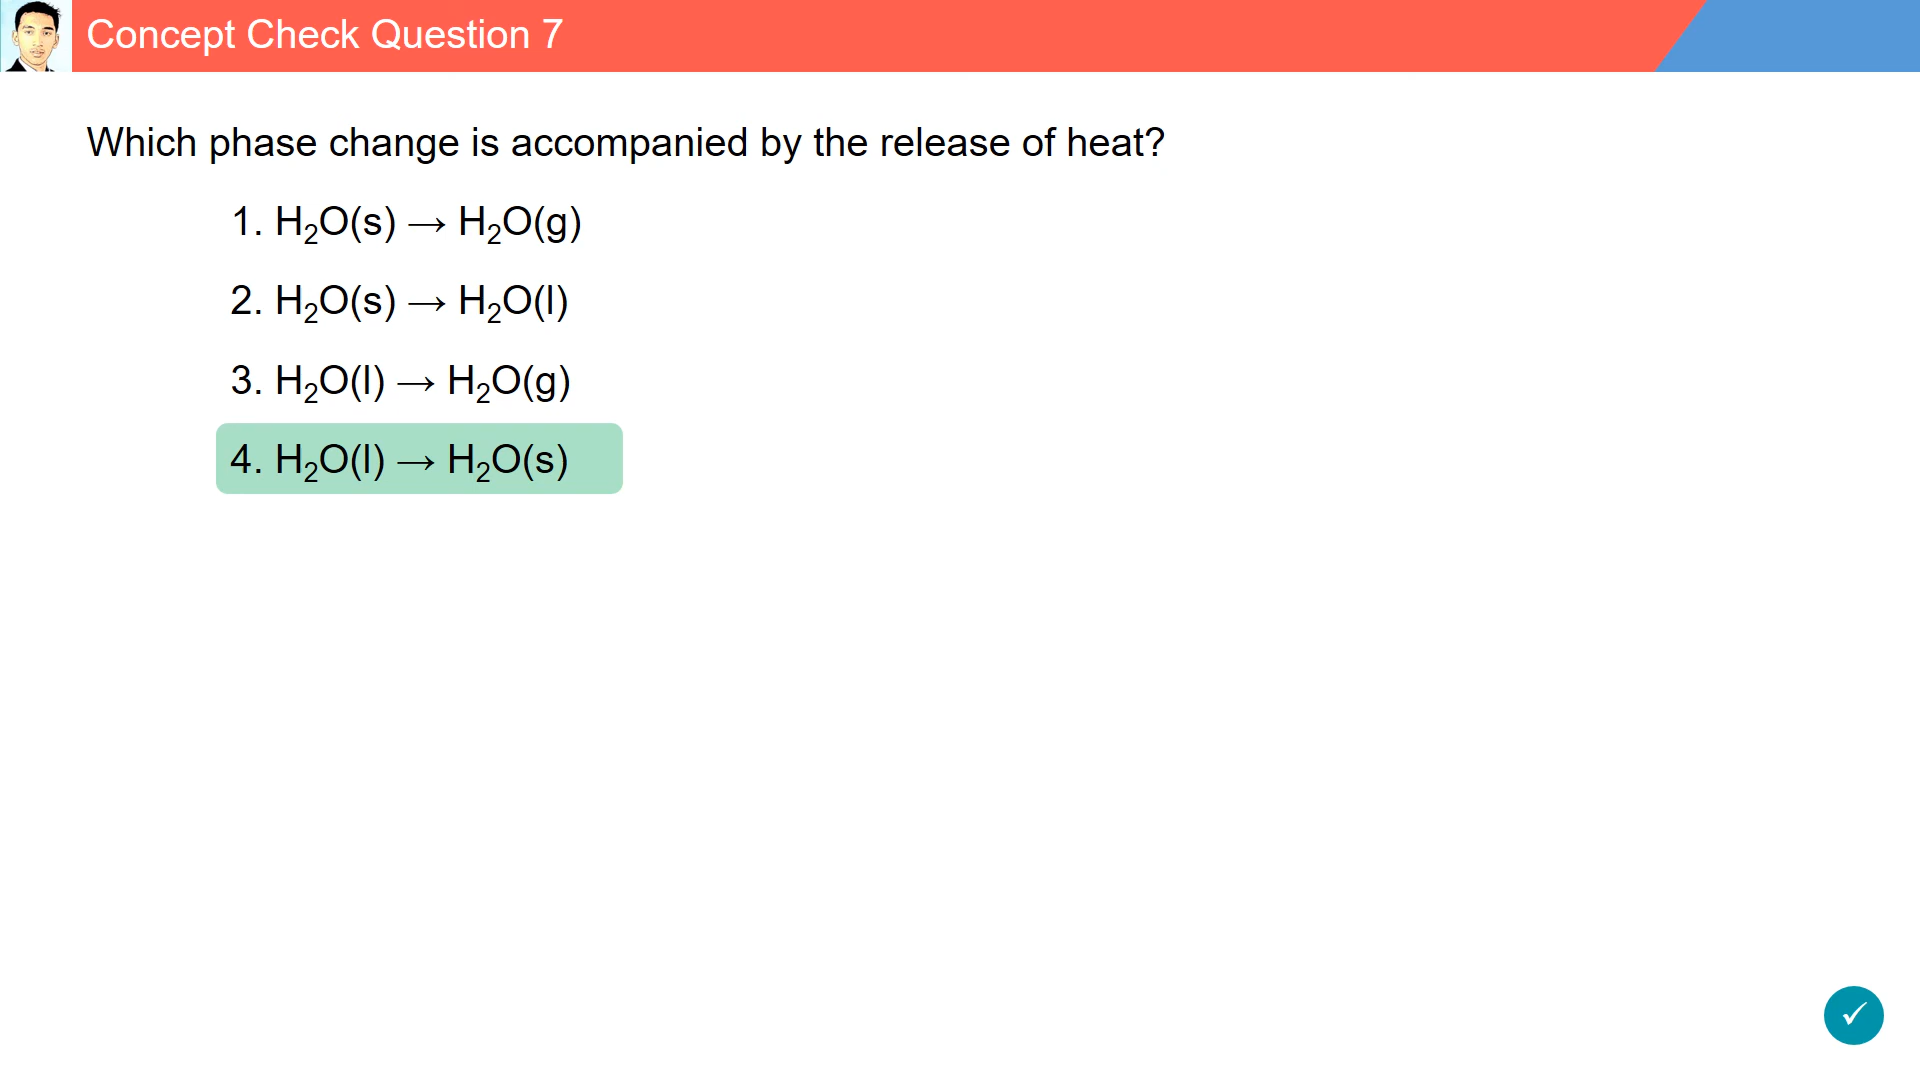 Concept Check Question 7
Which phase change is accompanied by the release of heat?
1. H₂O(s) → H₂O(g)
2. H₂O(s) → H₂O(l)
3. H₂O(l) → H₂O(g)
4. H₂O(l) → H₂O(s)